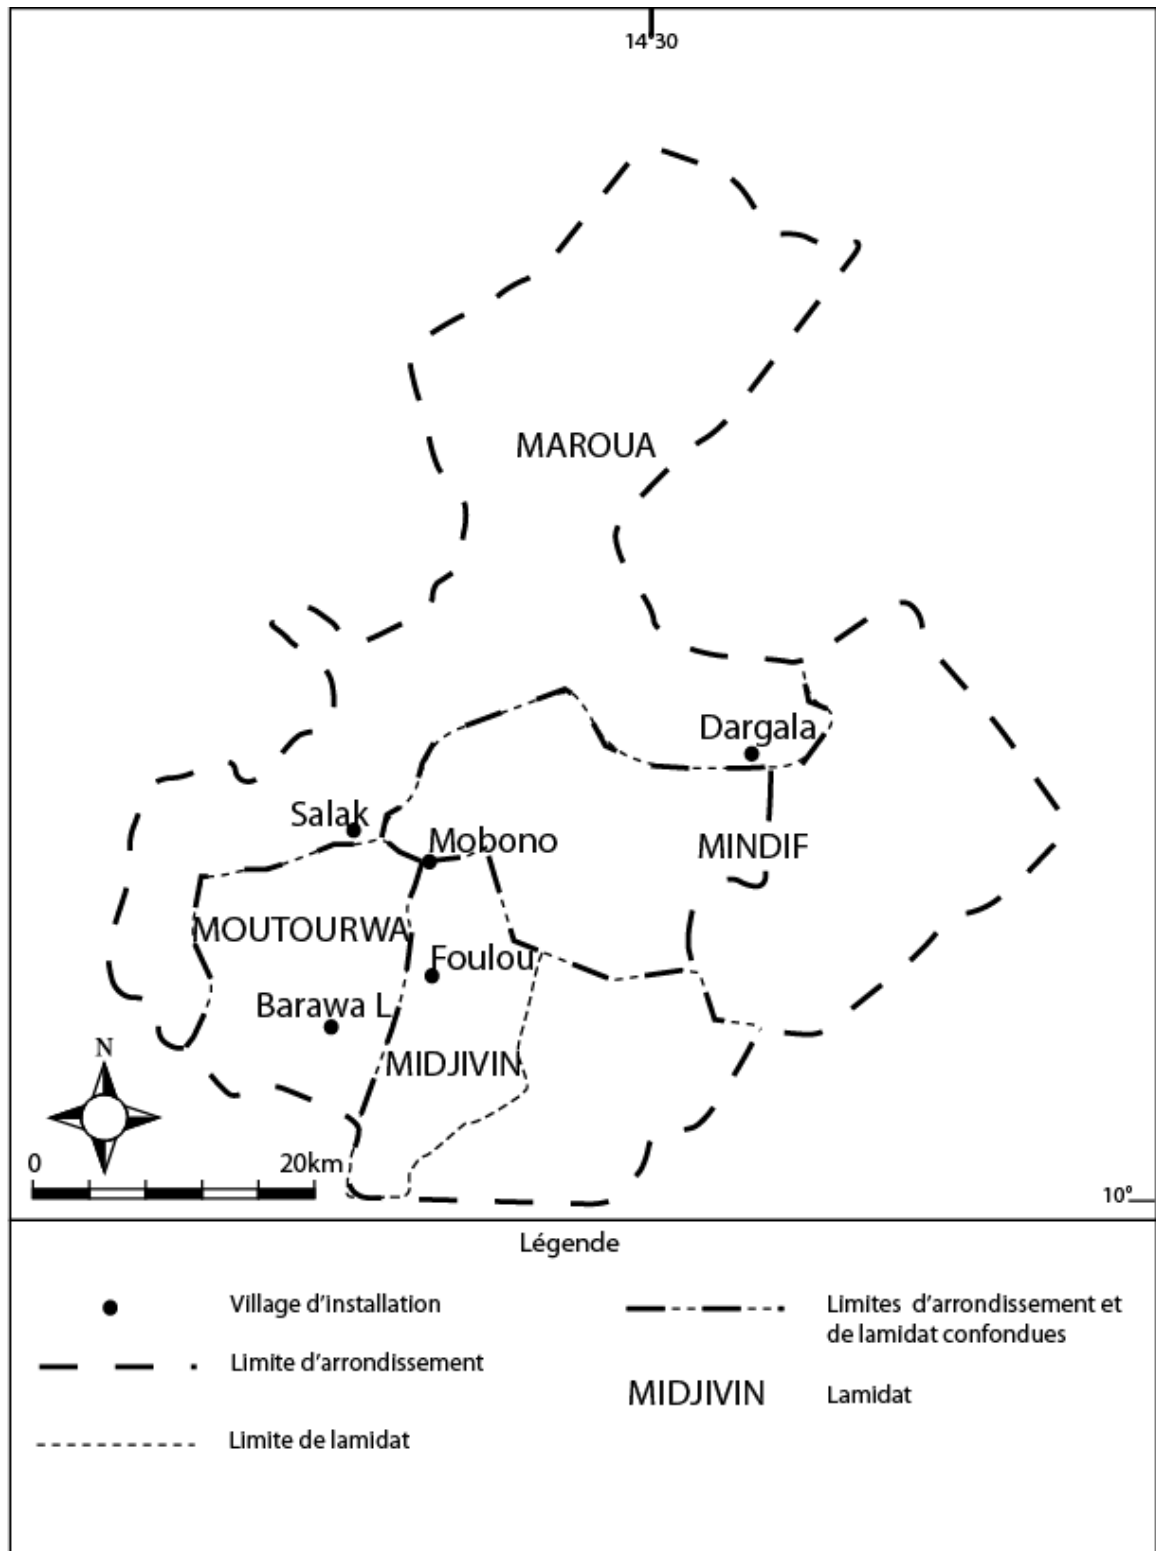 14°30
MAROUA
Dargala
Salak
Mobono
MINDIF
MOUTOURWA
Foulou
Barawa L
MIDJIVIN
N
0
20km
10°
Légende
Village d'installation
Limite d'arrondissement
Limite de lamidat
Limites d'arrondissement et
de lamidat confondues
MIDJIVIN
Lamidat